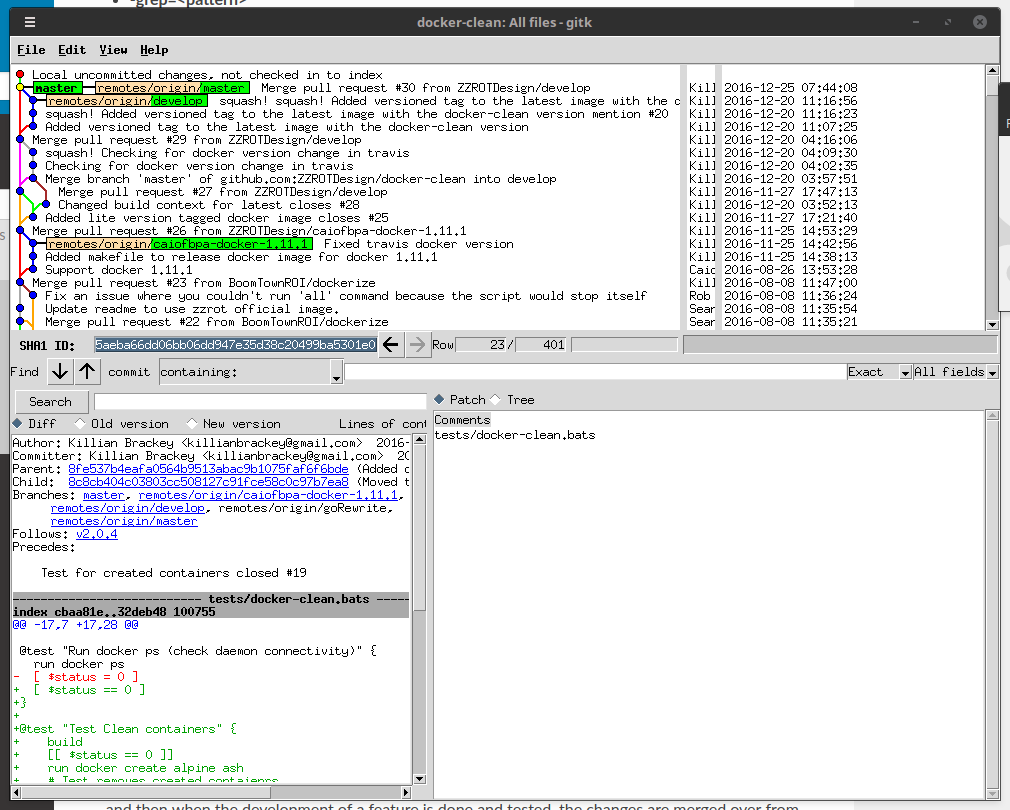 -grep=<pattern>
docker-clean: All files - gitk
File Edit View Help
Local uncommitted changes, not checked in to index
master remotes/origin/master Merge pull request #30 from ZZROTDesign/develop Kill 2016-12-25 07:44:08
remotes/origin/develop squash! squash! Added versioned tag to the latest image with the c Kill 2016-12-20 11:16:56
squash! Added versioned tag to the latest image with the docker-clean version mention #20 Kill 2016-12-20 11:16:23
Added versioned tag to the latest image with the docker-clean version Kill 2016-12-20 11:07:25
Merge pull request #29 from ZZROTDesign/develop Kill 2016-12-20 04:16:06
squash! Checking for docker version change in travis Kill 2016-12-20 04:09:30
Checking for docker version change in travis Kill 2016-12-20 04:02:35
Merge branch 'master' of github.com:ZZROTDesign/docker-clean into develop Kill 2016-12-20 03:57:51
Merge pull request #27 from ZZROTDesign/develop Kill 2016-11-27 17:47:13
Changed build context for latest closes #28 Kill 2016-12-20 03:52:13
Added lite version tagged docker image closes #25 Kill 2016-11-27 17:21:40
Merge pull request #26 from ZZROTDesign/caiofbpa-docker-1.11.1 Kill 2016-11-25 14:53:29
remotes/origin/caiofbpa-docker-1.11.1 Fixed travis docker version Kill 2016-11-25 14:42:56
Added makefile to release docker image for docker 1.11.1 Kill 2016-11-25 14:38:13
Support docker 1.11.1 Caio 2016-08-26 13:53:28
Merge pull request #23 from BoomTownROI/dockerize Kill 2016-08-08 11:47:00
Fix an issue where you couldn't run 'all' command because the script would stop itself Rob 2016-08-08 11:36:24
Update readme to use zzrot official image. Sear 2016-08-08 11:35:54
Merge pull request #22 from BoomTownROI/dockerize Sear 2016-08-08 11:35:21
SHA1 ID: 5aeba66dd06bb06dd947e35d38c20499ba5301e0 Row 23 / 401
Find commit containing: Exact All fields
Search
Patch Tree
Diff Old version New version Lines of cont
Comments
tests/docker-clean.bats
Author: Killian Brackey <killianbrackey@gmail.com> 2016-
Committer: Killian Brackey <killianbrackey@gmail.com> 20
Parent: 8fe537b4eafa0564b9513abac9b1075faf6f6bde (Added c
Child: 8c8cb404c03803cc508127c91fce58c0c97b7ea8 (Moved t
Branches: master, remotes/origin/caiofbpa-docker-1.11.1,
remotes/origin/develop, remotes/origin/goRewrite,
remotes/origin/master
Follows: v2.0.4
Precedes:
Test for created containers closed #19
--------------------------- tests/docker-clean.bats -----
index cbaa81e..32deb48 100755
@@ -17,7 +17,28 @@
@test "Run docker ps (check daemon connectivity)" {
run docker ps
- [ $status = 0 ]
+ [ $status == 0 ]
+}
+
+@test "Test Clean containers" {
+ build
+ [[ $status == 0 ]]
+ run docker create alpine ash
+ # Test removes created contaienrs
and then when the development of a feature is done and tested, the changes are merged over from